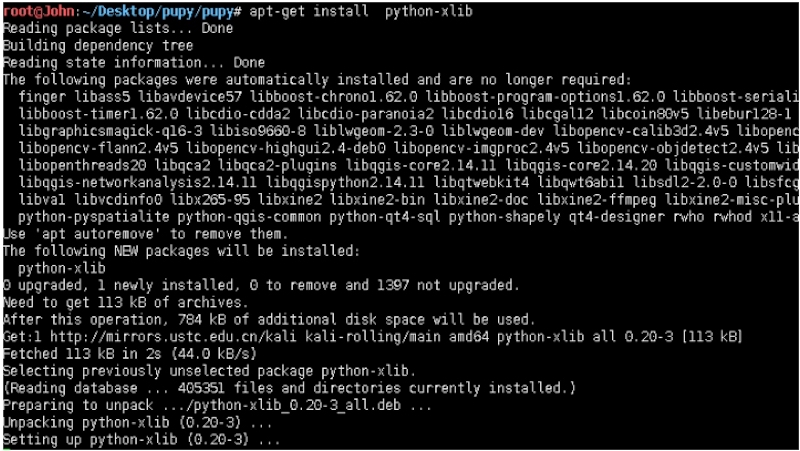 root@John:~/Desktop/pupy/pupy# apt-get install  python-xlib
Reading package lists... Done
Building dependency tree
Reading state information... Done
The following packages were automatically installed and are no longer required:
  finger libass5 libavdevice57 libboost-chrono1.62.0 libboost-program-options1.62.0 libboost-seriali
  libboost-timer1.62.0 libcdio-cdda2 libcdio-paranoia2 libcdio16 libcgal12 libcoin80v5 libebur128-1
  libgraphicsmagick-q16-3 libiso9660-8 liblwgeom-2.3-0 liblwgeom-dev libopencv-calib3d2.4v5 libopenc
  libopencv-flann2.4v5 libopencv-highgui2.4-deb0 libopencv-imgproc2.4v5 libopencv-objdetect2.4v5 lib
  libopenthreads20 libqca2 libqca2-plugins libqgis-core2.14.11 libqgis-core2.14.20 libqgis-customwid
  libqgis-networkanalysis2.14.11 libqgispython2.14.11 libqtwebkit4 libqwt6abi1 libsdl2-2.0-0 libsfcg
  libva1 libvcdinfo0 libx265-95 libxine2 libxine2-bin libxine2-doc libxine2-ffmpeg libxine2-misc-plu
  python-pyspatialite python-qgis-common python-qt4-sql python-shapely qt4-designer rwho rwhod x11-a
Use 'apt autoremove' to remove them.
The following NEW packages will be installed:
  python-xlib
0 upgraded, 1 newly installed, 0 to remove and 1397 not upgraded.
Need to get 113 kB of archives.
After this operation, 784 kB of additional disk space will be used.
Get:1 http://mirrors.ustc.edu.cn/kali kali-rolling/main amd64 python-xlib all 0.20-3 [113 kB]
Fetched 113 kB in 2s (44.0 kB/s)
Selecting previously unselected package python-xlib.
(Reading database ... 405351 files and directories currently installed.)
Preparing to unpack .../python-xlib_0.20-3_all.deb ...
Unpacking python-xlib (0.20-3) ...
Setting up python-xlib (0.20-3) ...